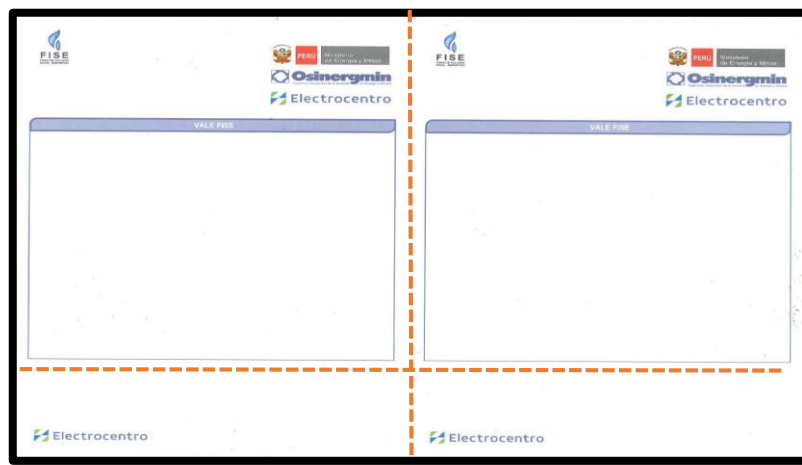 FISE
PERÚ Ministerio de Energía y Minas
Osinergmin
Electrocentro
VALE FISE
Electrocentro
FISE
PERÚ Ministerio de Energía y Minas
Osinergmin
Electrocentro
VALE FISE
Electrocentro